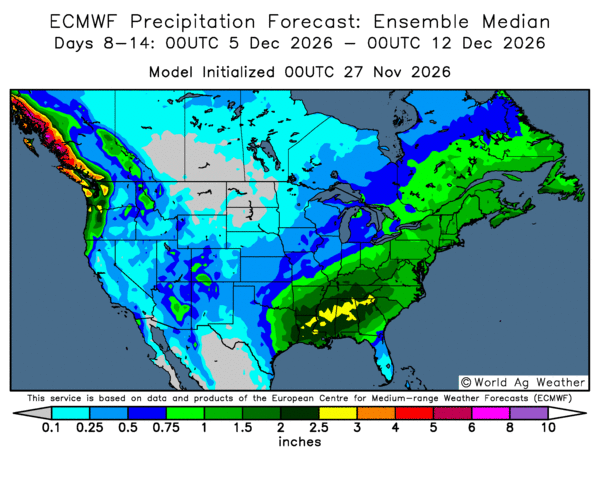 ECMWF Precipitation Forecast: Ensemble Median
Days 8-14: 00UTC 5 Dec 2026 - 00UTC 12 Dec 2026
Model Initialized 00UTC 27 Nov 2026
©World Ag Weather
This service is based on data and products of the European Centre for Medium-range Weather Forecasts (ECMWF)
0.1 0.25 0.5 0.75 1 1.5 2 2.5 3 4 5 6 8 10
inches